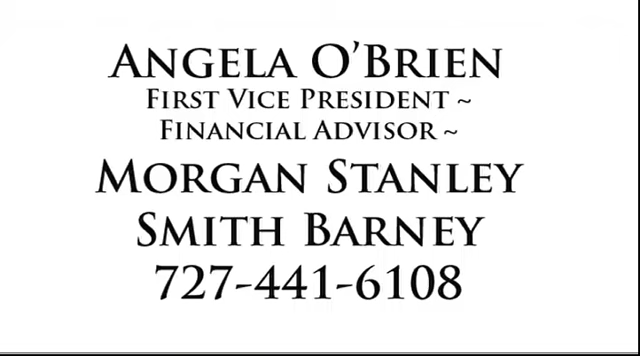 Angela O'Brien
First Vice President ~
Financial Advisor ~
Morgan Stanley
Smith Barney
727-441-6108